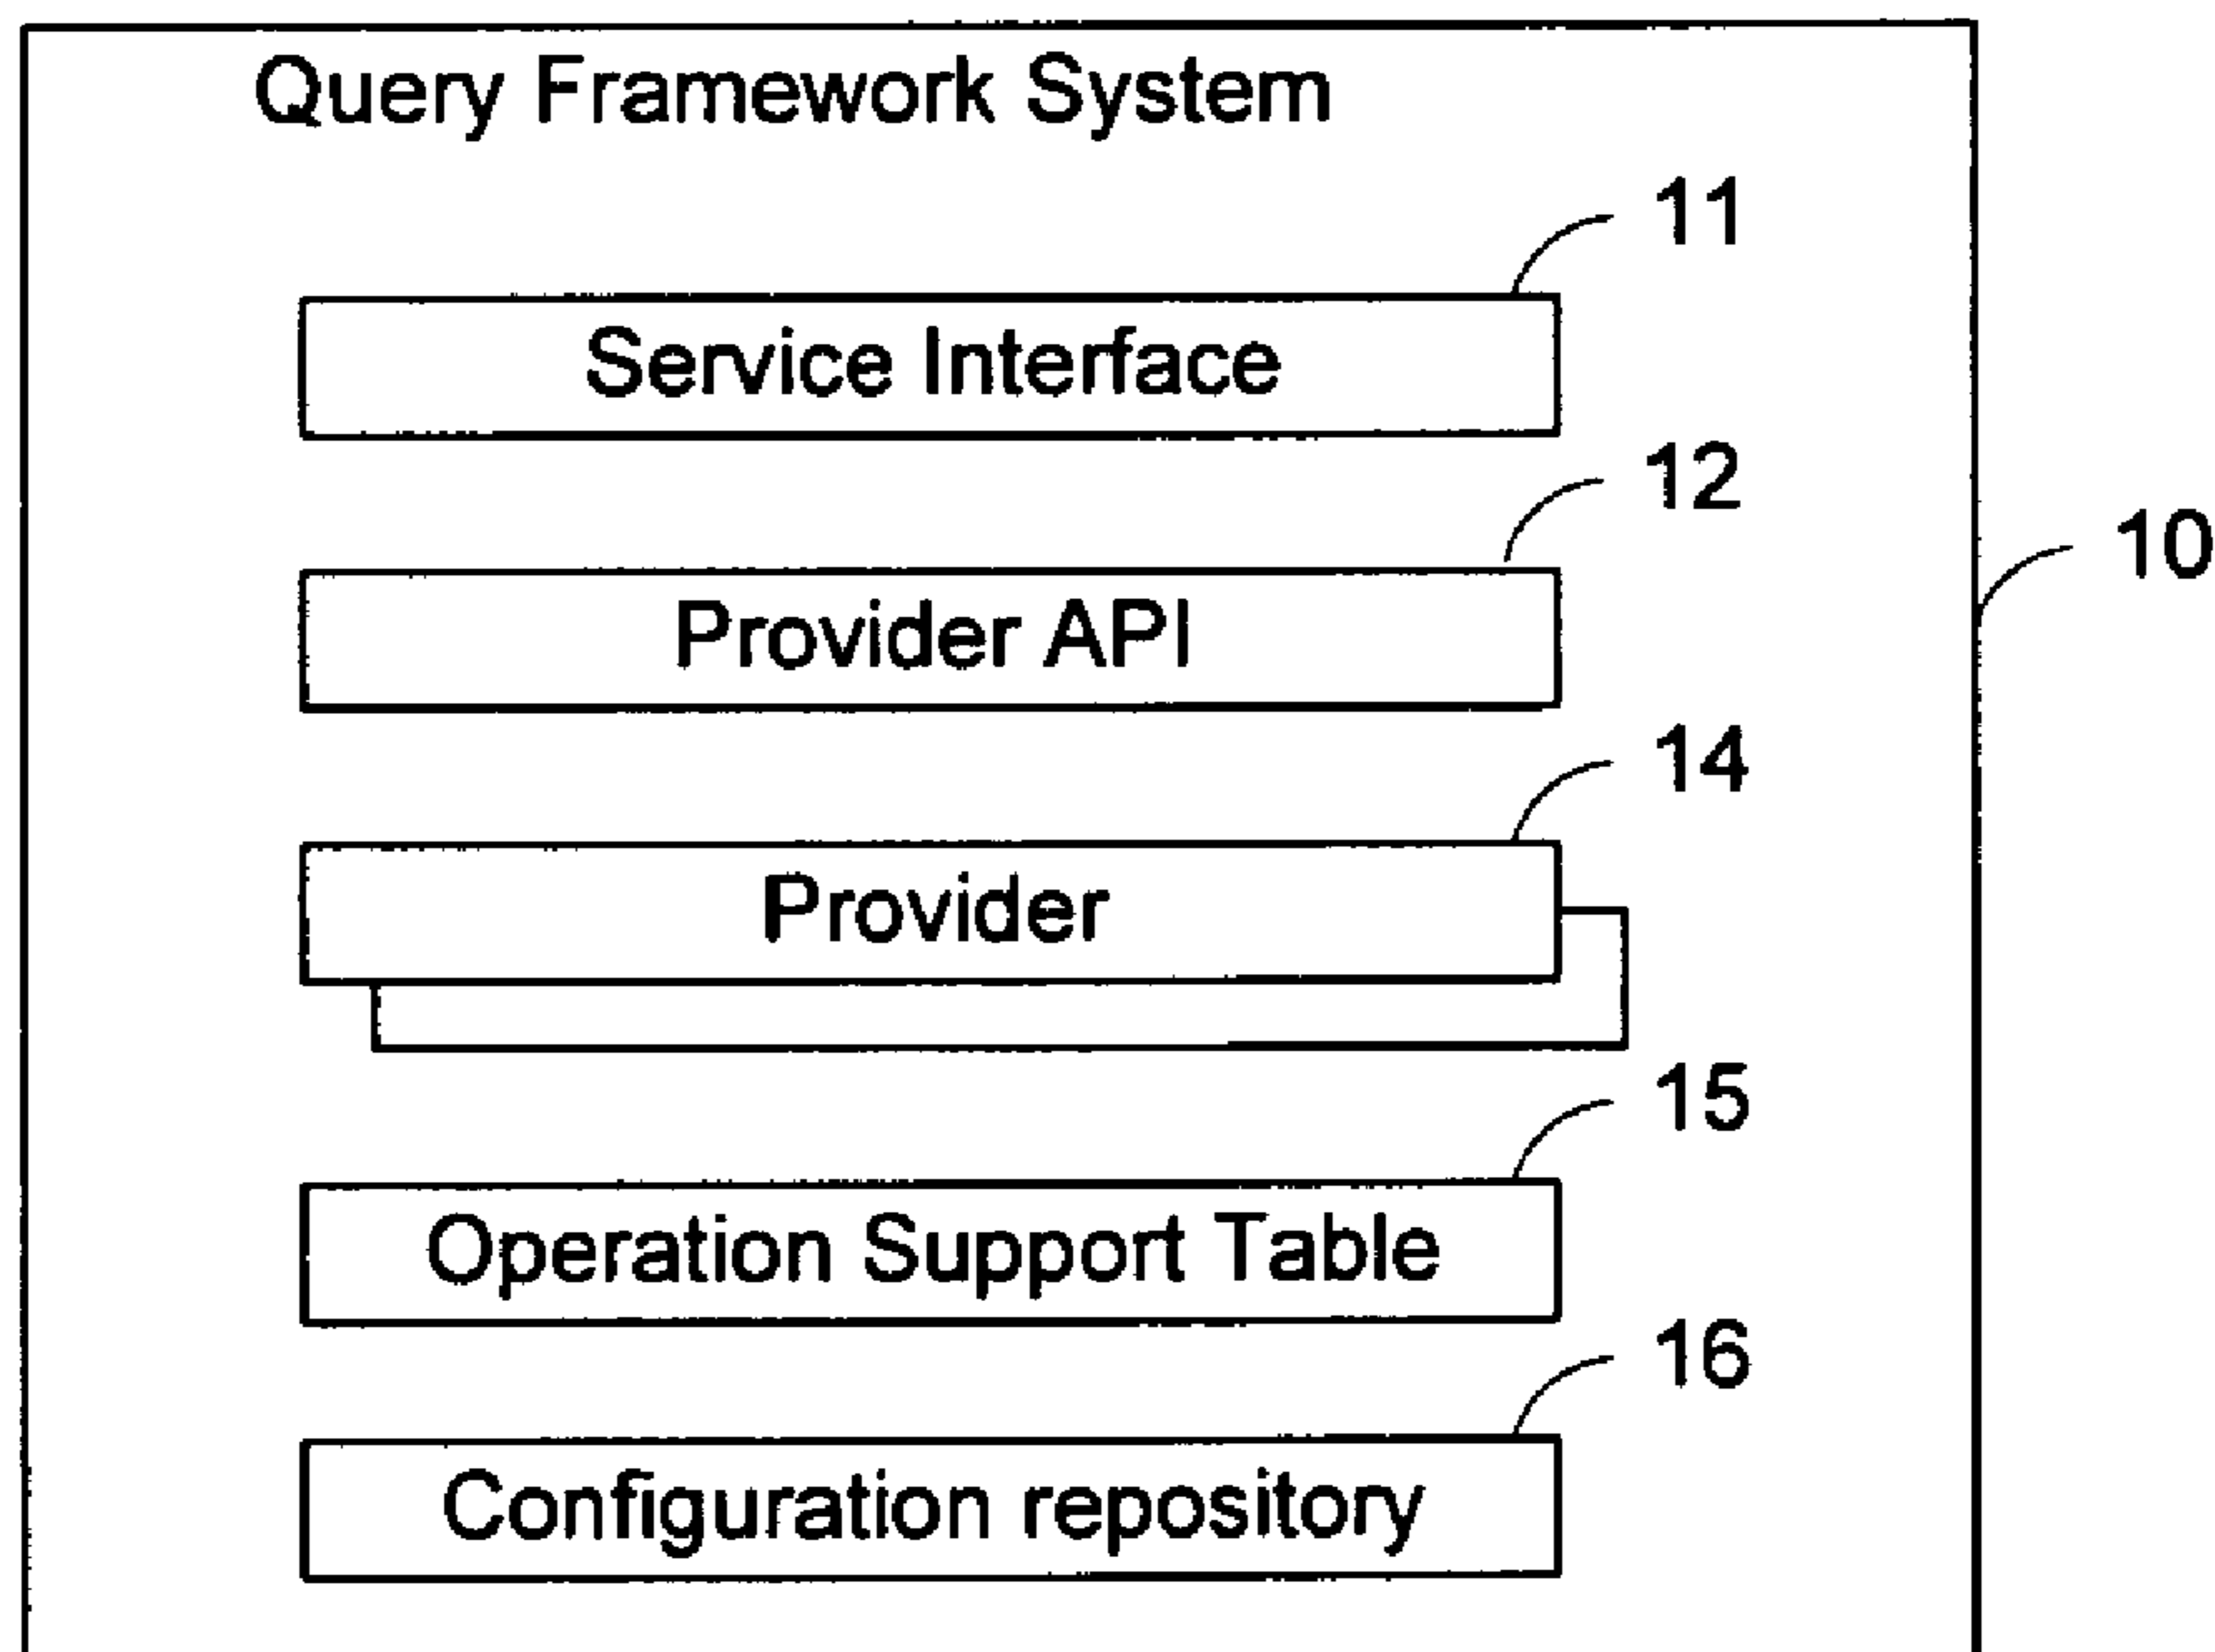 Query Framework System
11
Service Interface
12
10
Provider API
14
Provider
15
Operation Support Table
16
Configuration repository